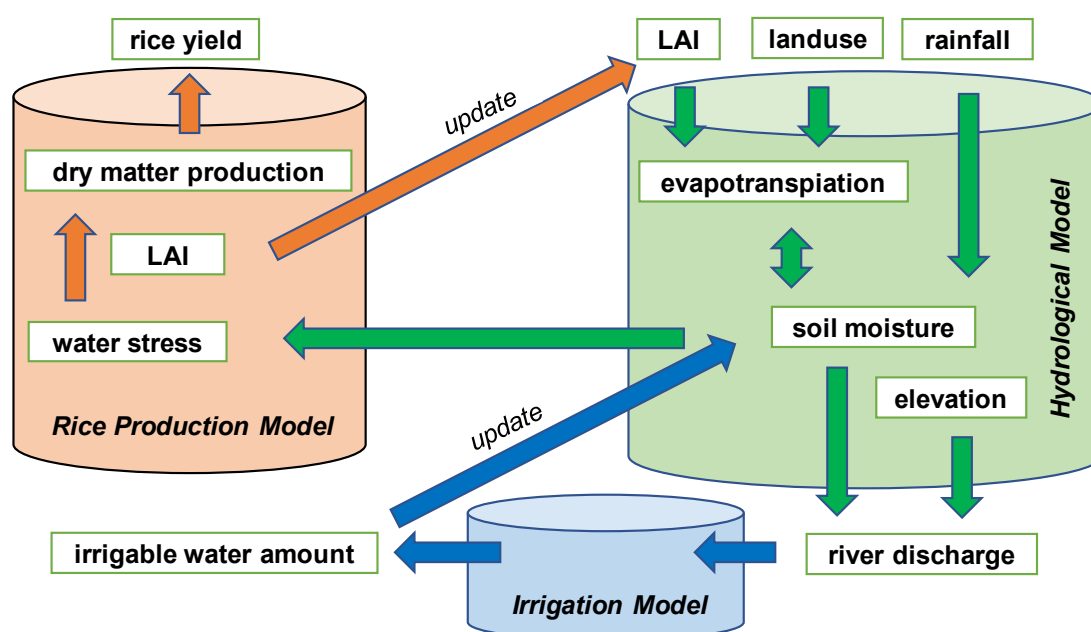 rice yield
LAI
landuse
rainfall
update
dry matter production
evapotranspiation
LAI
Hydrological Model
water stress
soil moisture
elevation
Rice Production Model
update
irrigable water amount
river discharge
Irrigation Model